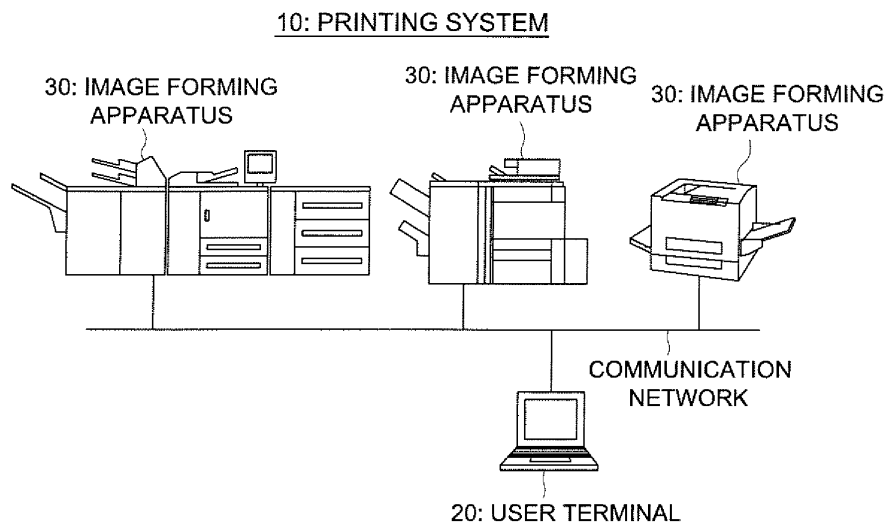 10: PRINTING SYSTEM
30: IMAGE FORMING
APPARATUS
30: IMAGE FORMING
APPARATUS
30: IMAGE FORMING
APPARATUS
COMMUNICATION
NETWORK
20: USER TERMINAL